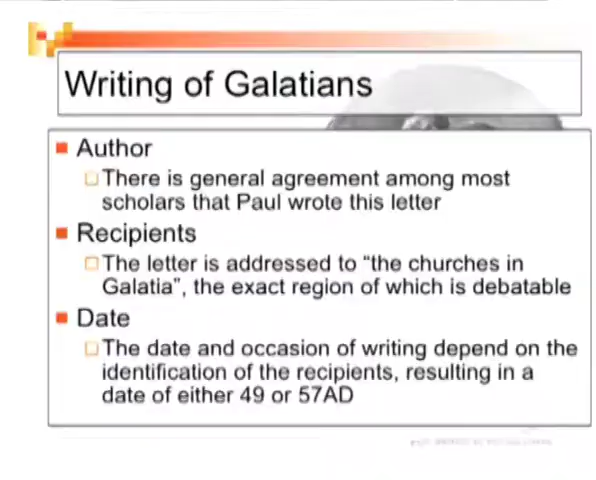 Writing of Galatians
Author
There is general agreement among most
scholars that Paul wrote this letter
Recipients
The letter is addressed to “the churches in
Galatia”, the exact region of which is debatable
Date
The date and occasion of writing depend on the
identification of the recipients, resulting in a
date of either 49 or 57AD